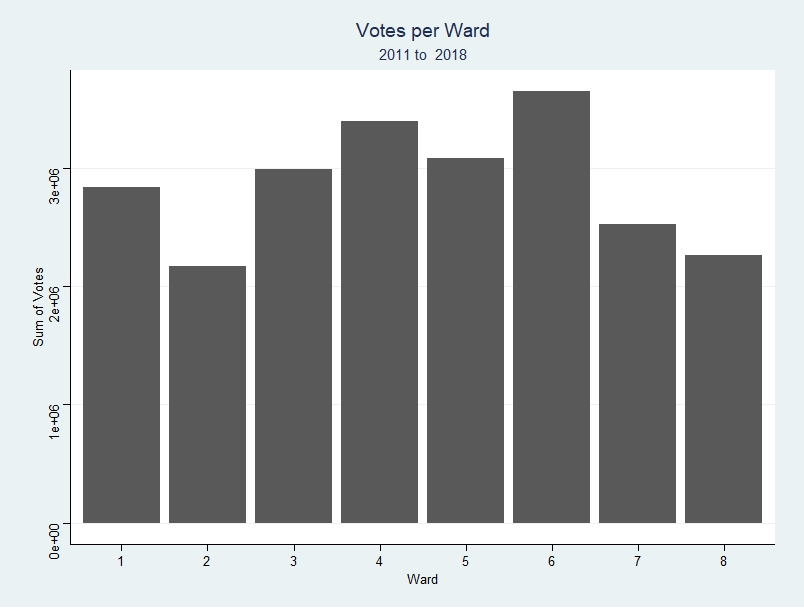 Votes per Ward
2011 to  2018
Sum of Votes
3e+06
2e+06
1e+06
0e+00
1 2 3 4 5 6 7 8
Ward